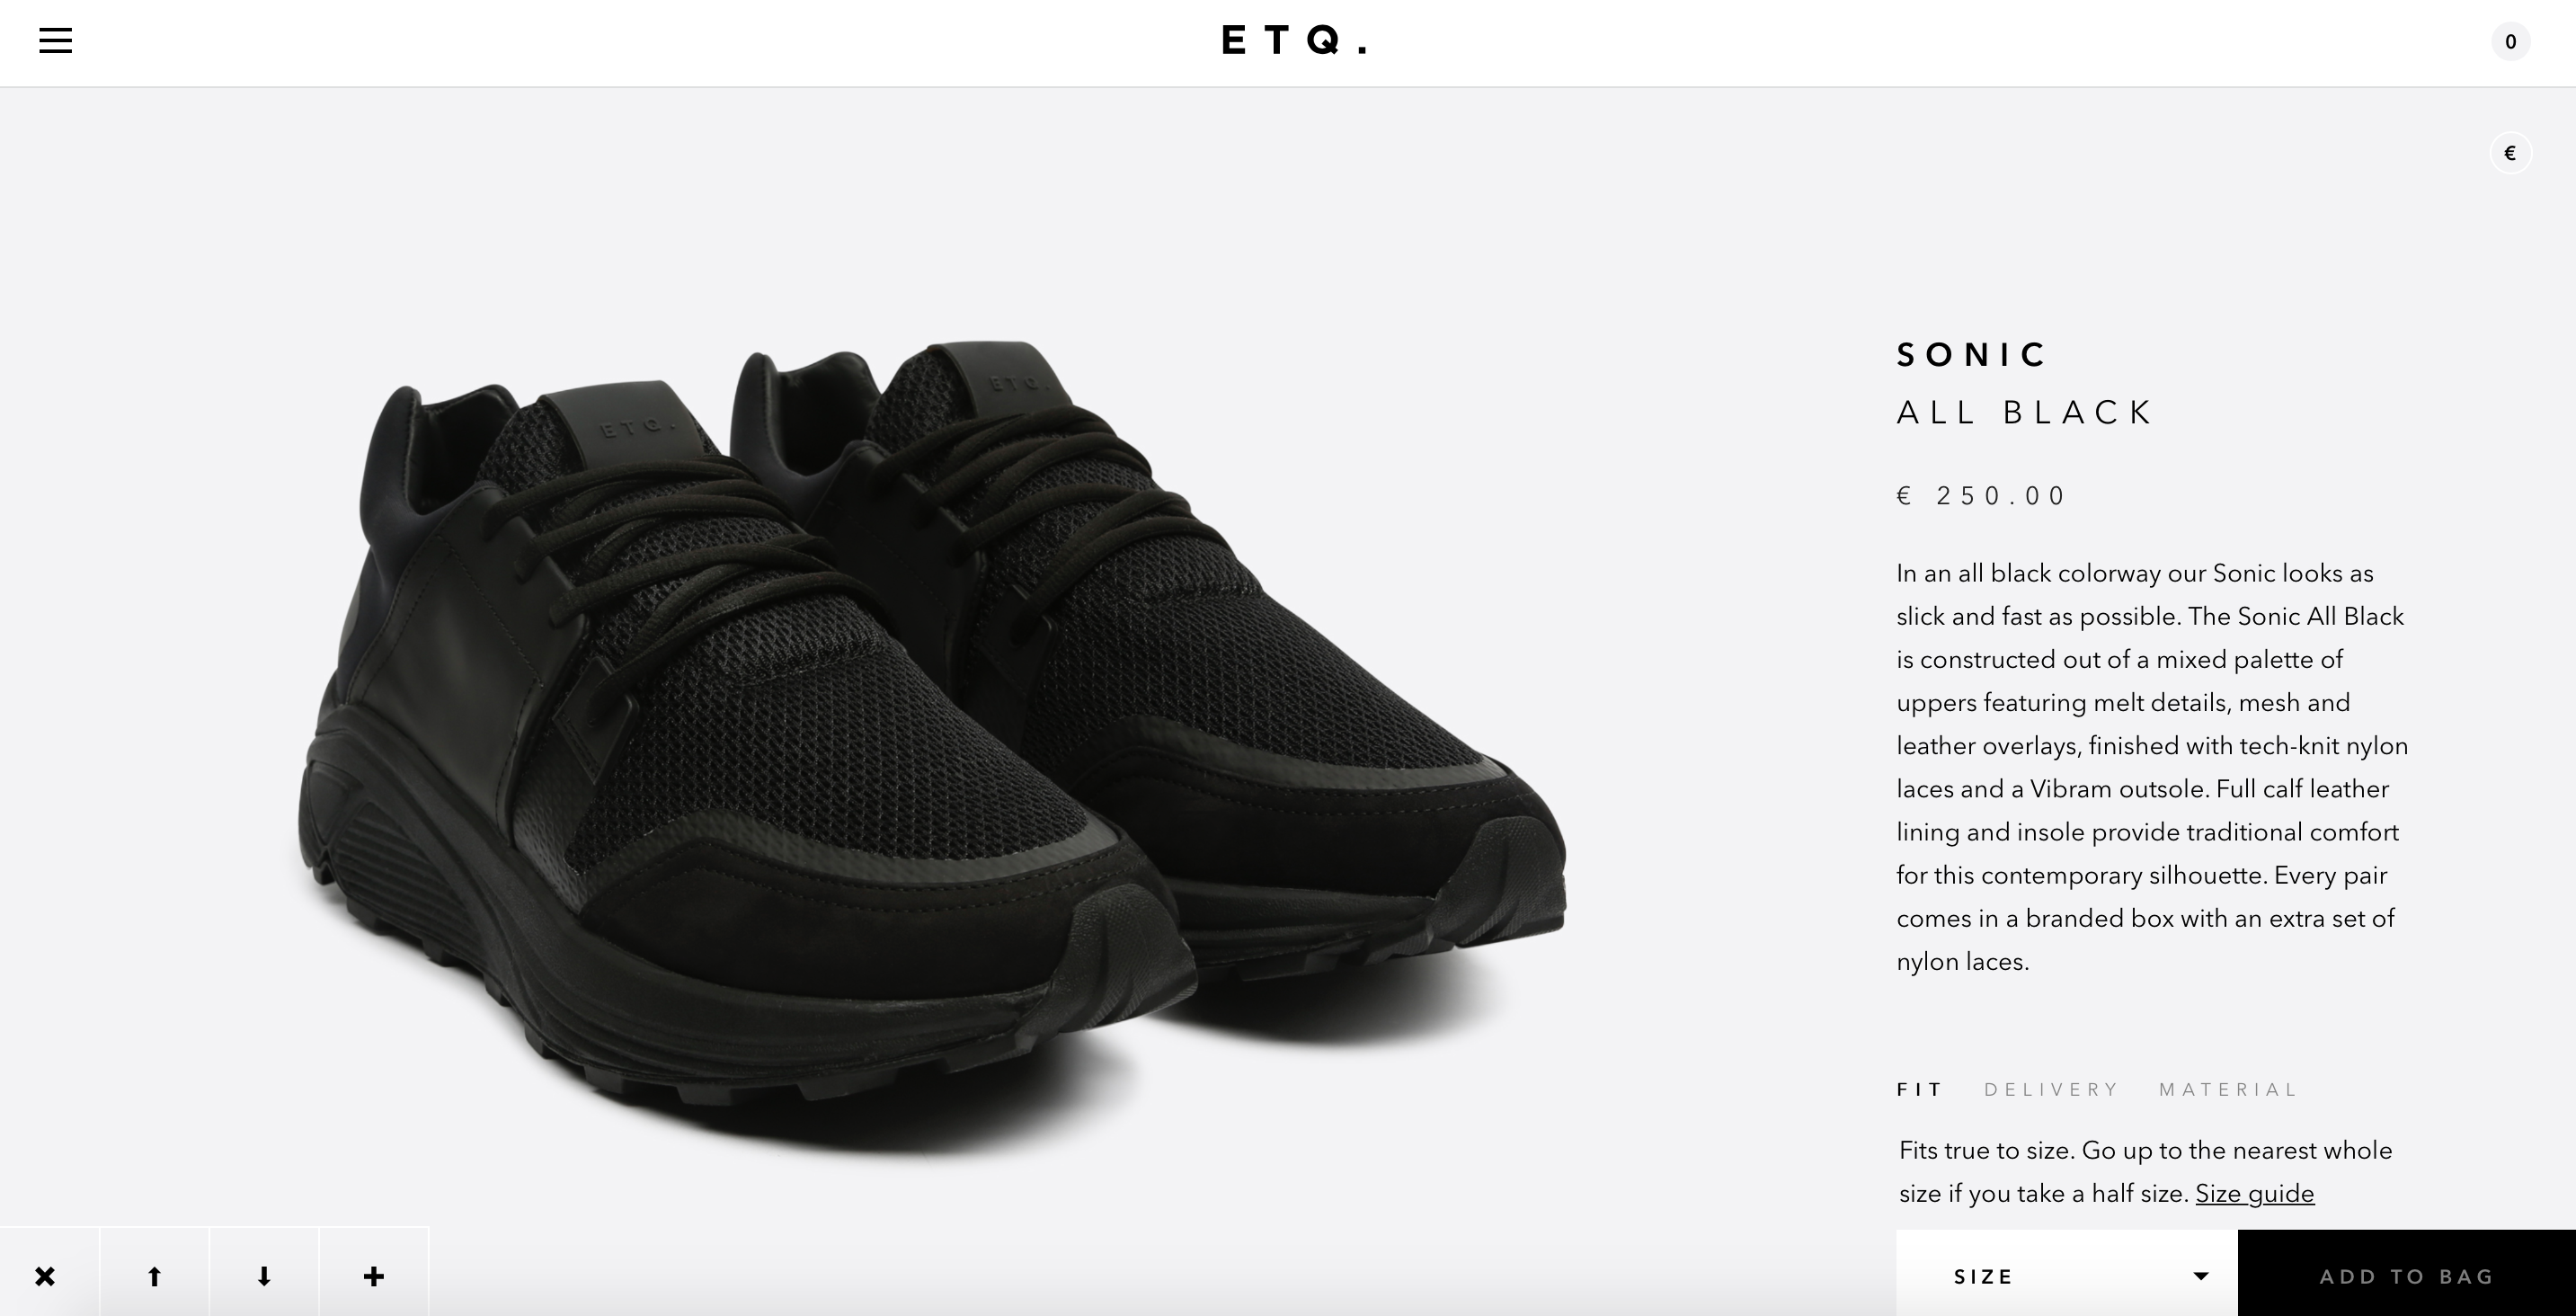 ETQ.
0
€
ETQ.
ETQ.
SONIC
ALL BLACK
€ 250.00
In an all black colorway our Sonic looks as
slick and fast as possible. The Sonic All Black
is constructed out of a mixed palette of
uppers featuring melt details, mesh and
leather overlays, finished with tech-knit nylon
laces and a Vibram outsole. Full calf leather
lining and insole provide traditional comfort
for this contemporary silhouette. Every pair
comes in a branded box with an extra set of
nylon laces.
FIT DELIVERY MATERIAL
Fits true to size. Go up to the nearest whole
size if you take a half size. Size guide
SIZE ADD TO BAG